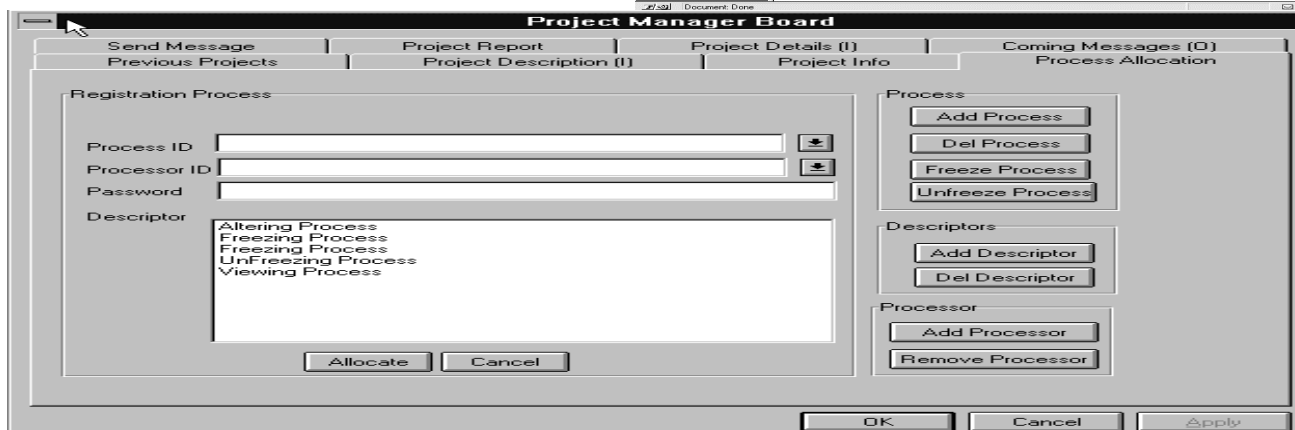 Document: Done
Project Manager Board
Send Message Project Report Project Details (I) Coming Messages (0)
Previous Projects Project Description (I) Project Info Process Allocation
Registration Process
Process ID
Processor ID
Password
Descriptor
Altering Process
Freezing Process
Freezing Process
UnFreezing Process
Viewing Process
Allocate Cancel
Process
Add Process
Del Process
Freeze Process
Unfreeze Process
Descriptors
Add Descriptor
Del Descriptor
Processor
Add Processor
Remove Processor
OK Cancel Apply